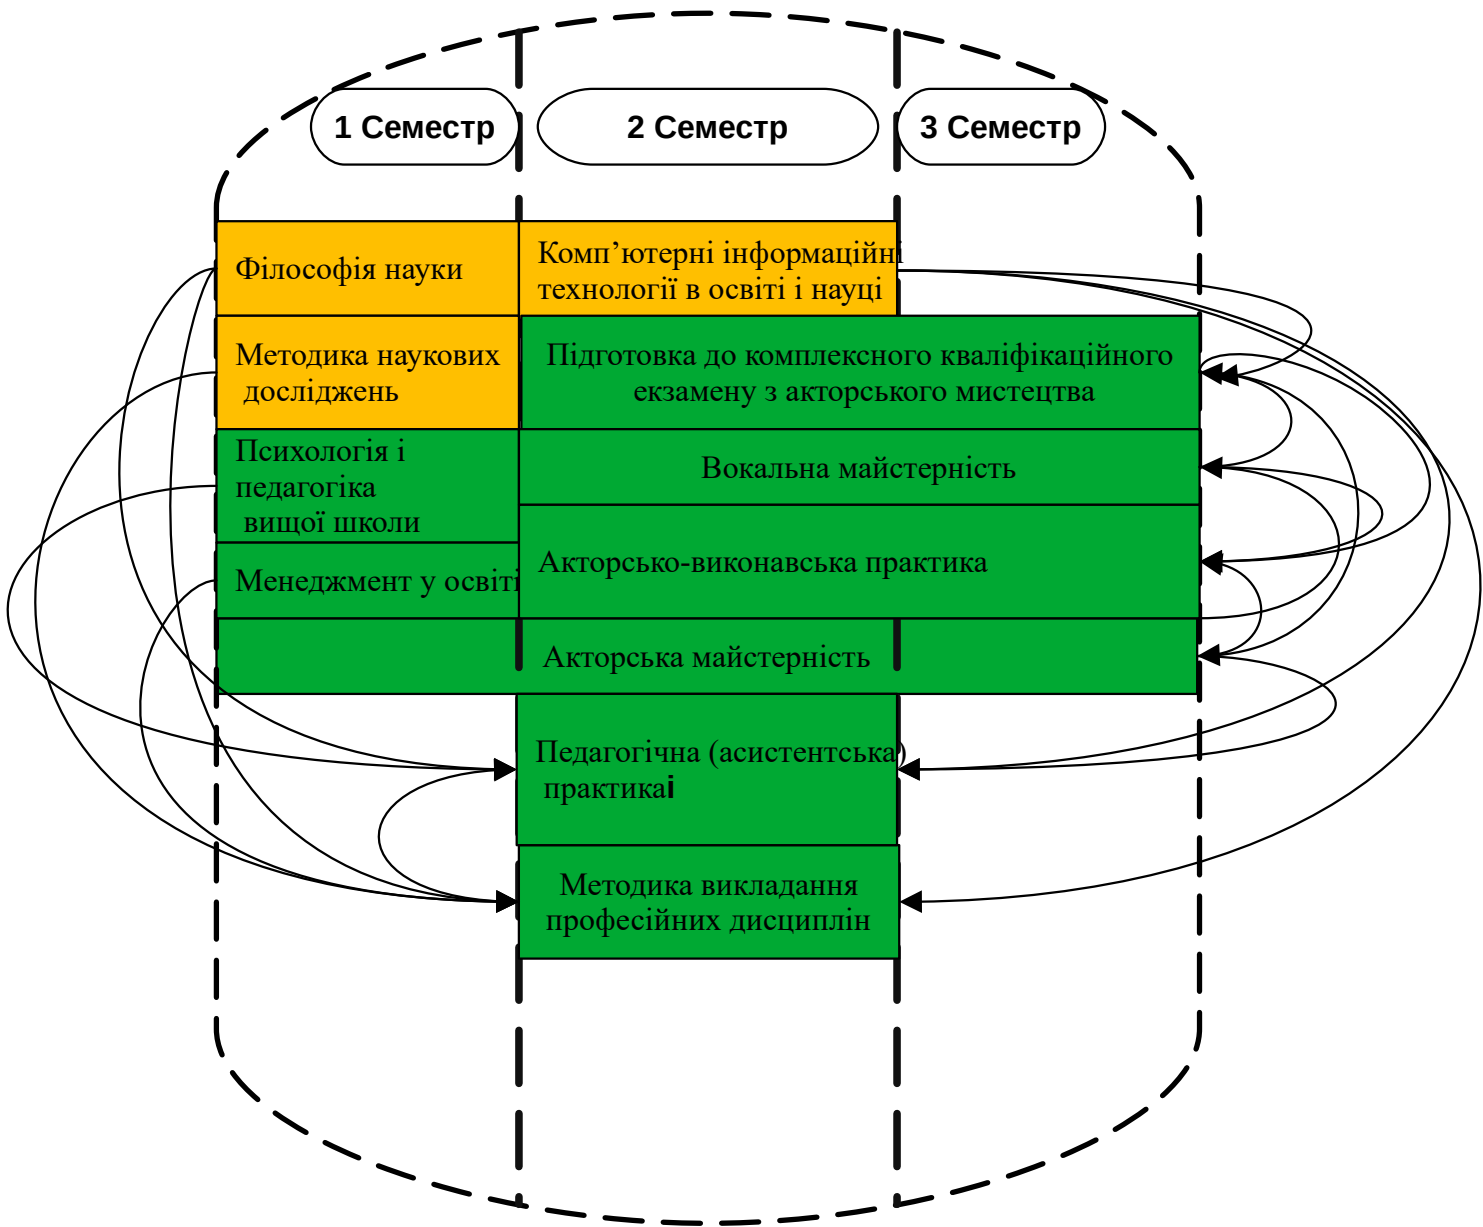 1 Семестр
2 Семестр
3 Семестр
Філософія науки
Комп’ютерні інформаційні
технології в освіті і науці
Методика наукових
досліджень
Підготовка до комплексного кваліфікаційного
екзамену з акторського мистецтва
Психологія і
педагогіка
вищої школи
Вокальна майстерність
Менеджмент у освіті
Акторсько-виконавська практика
Акторська майстерність
Педагогічна (асистентська)
практикаі
Методика викладання
професійних дисциплін